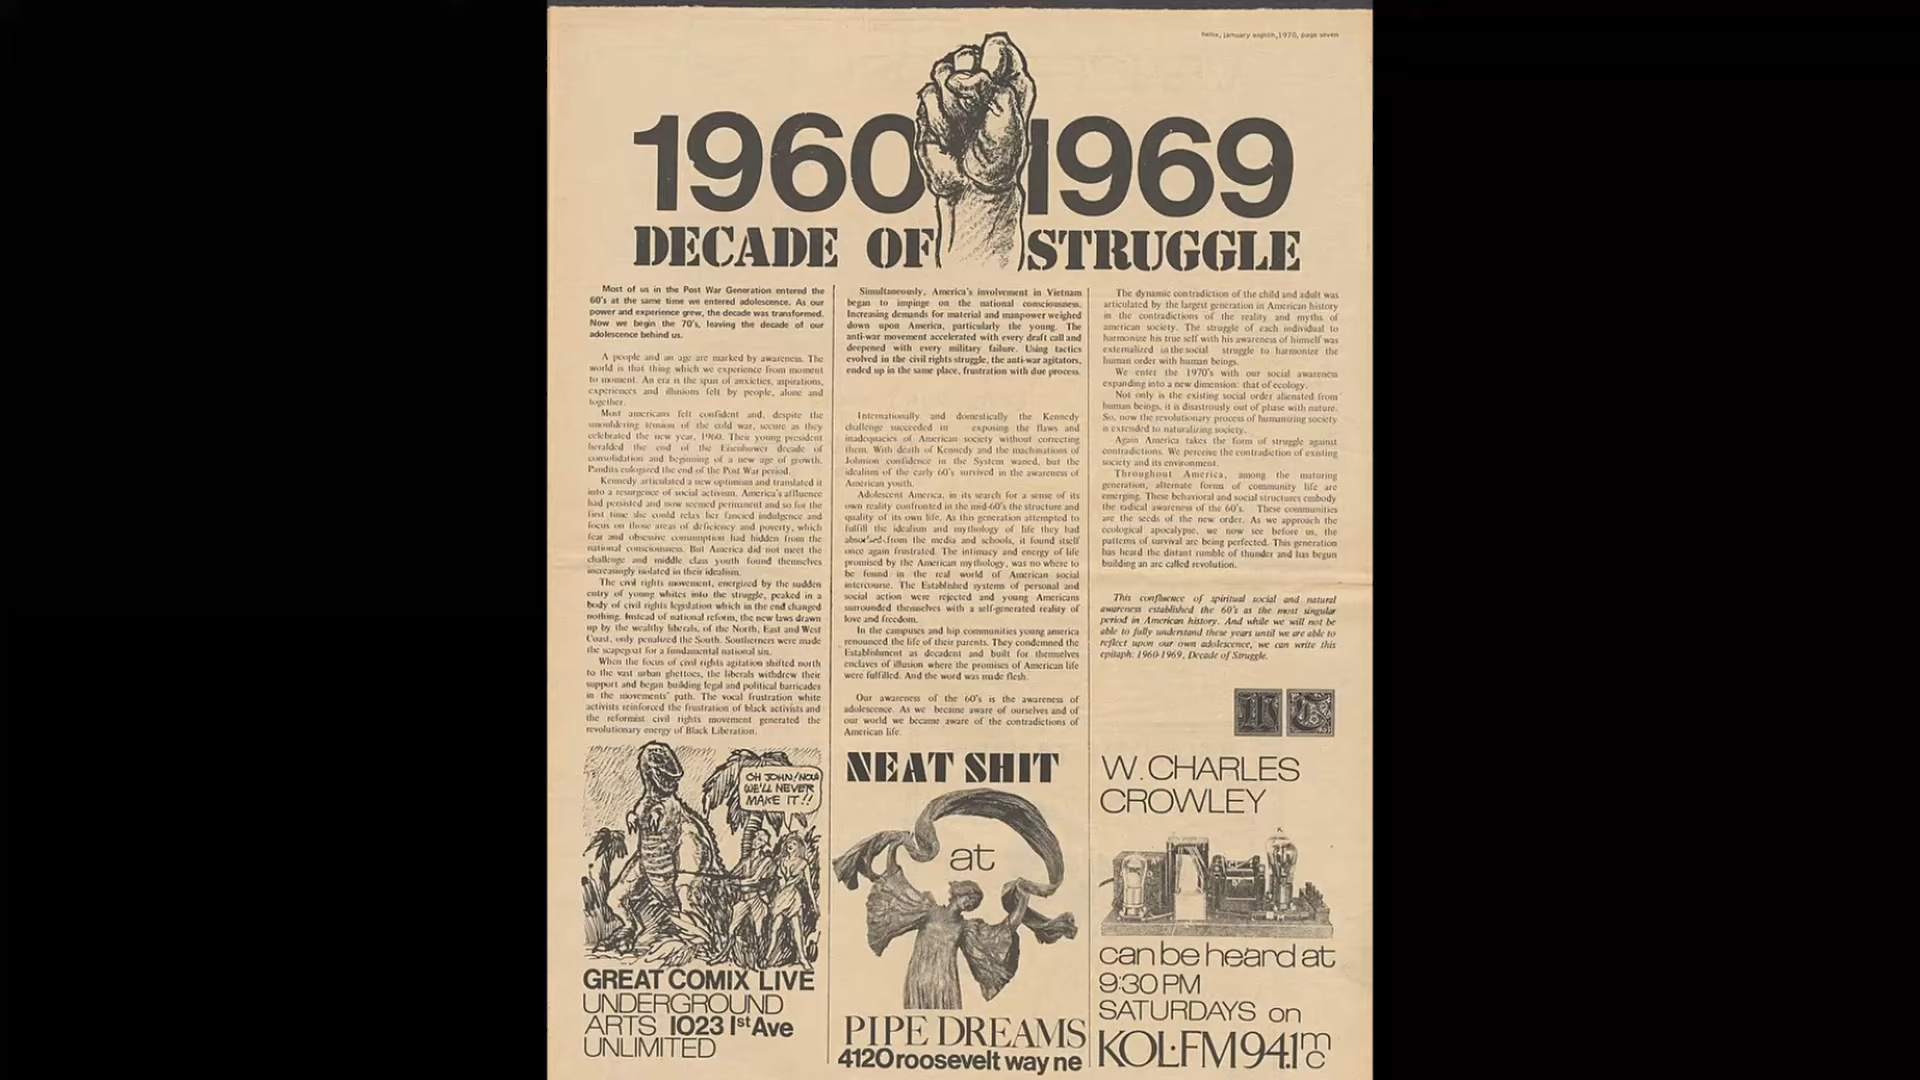 helix, january eighth, 1970, page seven
1960 1969
DECADE OF STRUGGLE
Most of us in the Post War Generation entered the
60's at the same time we entered adolescence. As our
power and experience grew, the decade was transformed.
Now we begin the 70's, leaving the decade of our
adolescence behind us.
A people and an age are marked by awareness. The
world is that thing which we experience from moment
to moment. An era is the span of anxieties, aspirations,
experiences and illusions felt by people, alone and
together.
Most americans felt confident and, despite the
smouldering tension of the cold war, secure as they
celebrated the new year, 1960. Their young president
heralded the end of the Eisenhower decade of
consolidation and beginning of a new age of growth.
Pundits eulogized the end of the Post War period.
Kennedy articulated a new optimism and translated it
into a resurgence of social activism. America's affluence
had persisted and now seemed permanent and so for the
first time she could relax her fancied indulgence and
focus on those areas of deficiency and poverty, which
fear and obsessive consumption had hidden from the
national consciousness. But America did not meet the
challenge and middle class youth found themselves
increasingly isolated in their idealism.
The civil rights movement, energized by the sudden
entry of young whites into the struggle, peaked in a
body of civil rights legislation which in the end changed
nothing. Instead of national reform, the new laws drawn
up by the wealthy liberals, of the North, East and West
Coast, only penalized the South. Southerners were made
the scapegoat for a fundamental national sin.
When the focus of civil rights agitation shifted north
to the vast urban ghettoes, the liberals withdrew their
support and began building legal and political barricades
in the movements' path. The vocal frustration white
activists reinforced the frustration of black activists and
the reformist civil rights movement generated the
revolutionary energy of Black Liberation.
Simultaneously, America's involvement in Vietnam
began to impinge on the national consciousness.
Increasing demands for material and manpower weighed
down upon America, particularly the young. The
anti-war movement accelerated with every draft call and
deepened with every military failure. Using tactics
evolved in the civil rights struggle, the anti-war agitators,
ended up in the same place, frustration with due process.
Internationally and domestically the Kennedy
challenge succeeded in exposing the flaws and
inadequacies of American society without correcting
them. With death of Kennedy and the machinations of
Johnson confidence in the System waned, but the
idealism of the early 60's survived in the awareness of
American youth.
Adolescent America, in its search for a sense of its
own reality confronted in the mid-60's the structure and
quality of its own life. As this generation attempted to
fulfill the idealism and mythology of life they had
absorbed from the media and schools, it found itself
once again frustrated. The intimacy and energy of life
promised by the American mythology, was no where to
be found in the real world of American social
intercourse. The Established systems of personal and
social action were rejected and young Americans
surrounded themselves with a self-generated reality of
love and freedom.
In the campuses and hip communities young america
renounced the life of their parents. They condemned the
Establishment as decadent and built for themselves
enclaves of illusion where the promises of American life
were fulfilled. And the word was made flesh.
Our awareness of the 60's is the awareness of
adolescence. As we became aware of ourselves and of
our world we became aware of the contradictions of
American life.
The dynamic contradiction of the child and adult was
articulated by the largest generation in American history
in the contradictions of the reality and myths of
american society. The struggle of each individual to
harmonize his true self with his awareness of himself was
externalized in the social struggle to harmonize the
human order with human beings.
We enter the 1970's with our social awareness
expanding into a new dimension: that of ecology.
Not only is the existing social order alienated from
human beings, it is disastrously out of phase with nature.
So, now the revolutionary process of humanizing society
is extended to naturalizing society.
Again America takes the form of struggle against
contradictions. We perceive the contradiction of existing
society and its environment.
Throughout America, among the maturing
generation, alternate forms of community life are
emerging. These behavioral and social structures embody
the radical awareness of the 60's. These communities
are the seeds of the new order. As we approach the
ecological apocalypse, we now see before us, the
patterns of survival are being perfected. This generation
has heard the distant rumble of thunder and has begun
building an arc called revolution.
This confluence of spiritual social and natural
awareness established the 60's as the most singular
period in American history. And while we will not be
able to fully understand these years until we are able to
reflect upon our own adolescence, we can write this
epitaph: 1960-1969, Decade of Struggle.
OH JOHN! NOW
WE'LL NEVER
MAKE IT!!
GREAT COMIX LIVE
UNDERGROUND
ARTS 1023 1st Ave
UNLIMITED
NEAT SHIT
at
PIPE DREAMS
4120 roosevelt way ne
W. CHARLES
CROWLEY
can be heard at
9:30 PM
SATURDAYS on
KOL·FM 94.1 mc